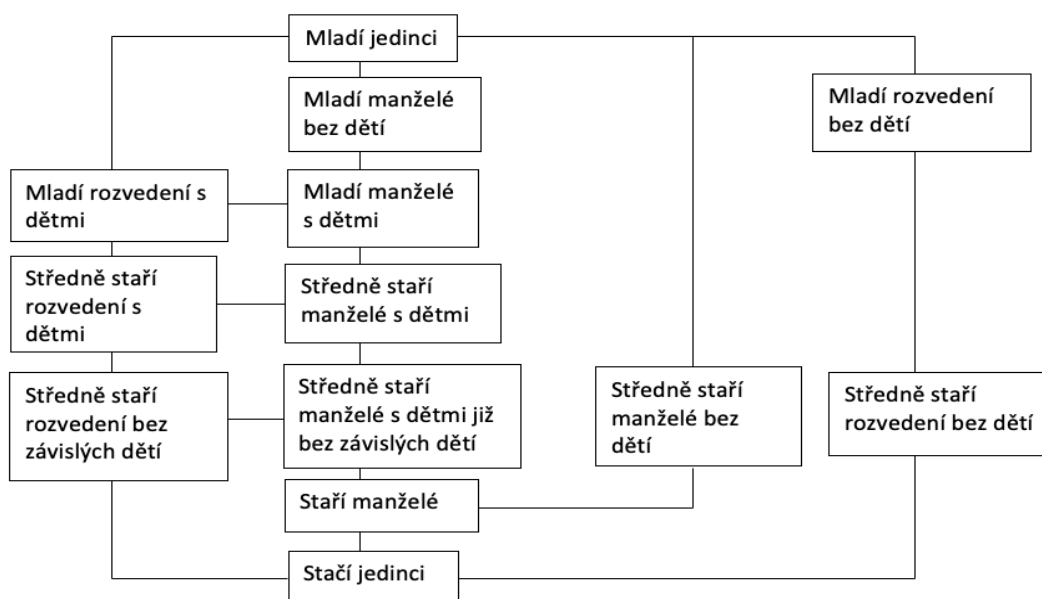 Mladí jedinci
Mladí manželé
bez dětí
Mladí rozvedení
bez dětí
Mladí rozvedení s
dětmi
Mladí manželé
s dětmi
Středně staří
rozvedení s
dětmi
Středně staří
manželé s dětmi
Středně staří
rozvedení bez
závislých dětí
Středně staří
manželé s dětmi již
bez závislých dětí
Středně staří
manželé bez
dětí
Středně staří
rozvedení bez dětí
Staří manželé
Stačí jedinci